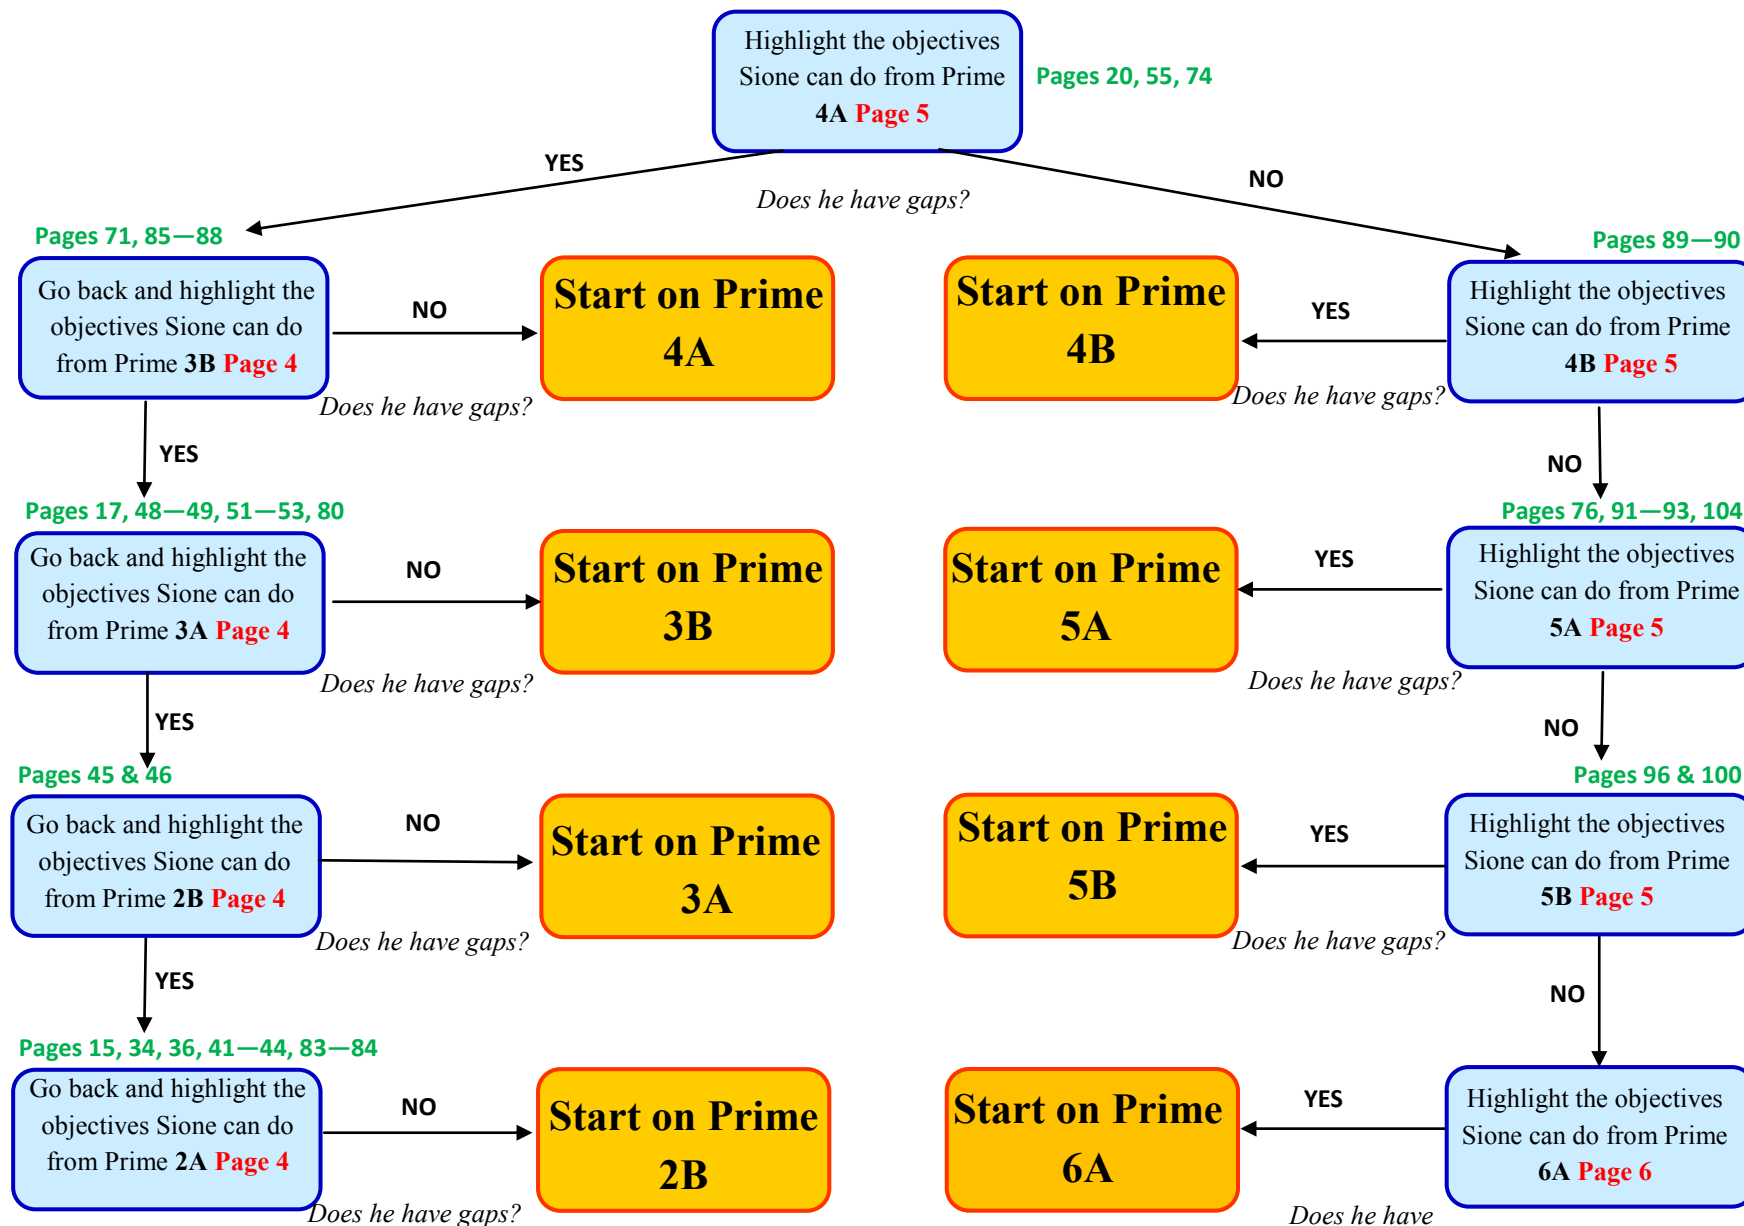 Highlight the objectives
Sione can do from Prime
4A Page 5
Pages 20, 55, 74
YES
NO
Does he have gaps?
Pages 71, 85—88
Pages 89—90
Go back and highlight the
objectives Sione can do
from Prime 3B Page 4
NO
Start on Prime
4A
Start on Prime
4B
YES
Highlight the objectives
Sione can do from Prime
4B Page 5
Does he have gaps?
Does he have gaps?
YES
NO
Pages 17, 48—49, 51—53, 80
Pages 76, 91—93, 104
Go back and highlight the
objectives Sione can do
from Prime 3A Page 4
NO
Start on Prime
3B
Start on Prime
5A
YES
Highlight the objectives
Sione can do from Prime
5A Page 5
Does he have gaps?
Does he have gaps?
YES
NO
Pages 45 & 46
Pages 96 & 100
Go back and highlight the
objectives Sione can do
from Prime 2B Page 4
NO
Start on Prime
3A
Start on Prime
5B
YES
Highlight the objectives
Sione can do from Prime
5B Page 5
Does he have gaps?
Does he have gaps?
YES
NO
Pages 15, 34, 36, 41—44, 83—84
Go back and highlight the
objectives Sione can do
from Prime 2A Page 4
NO
Start on Prime
2B
Start on Prime
6A
YES
Highlight the objectives
Sione can do from Prime
6A Page 6
Does he have gaps?
Does he have